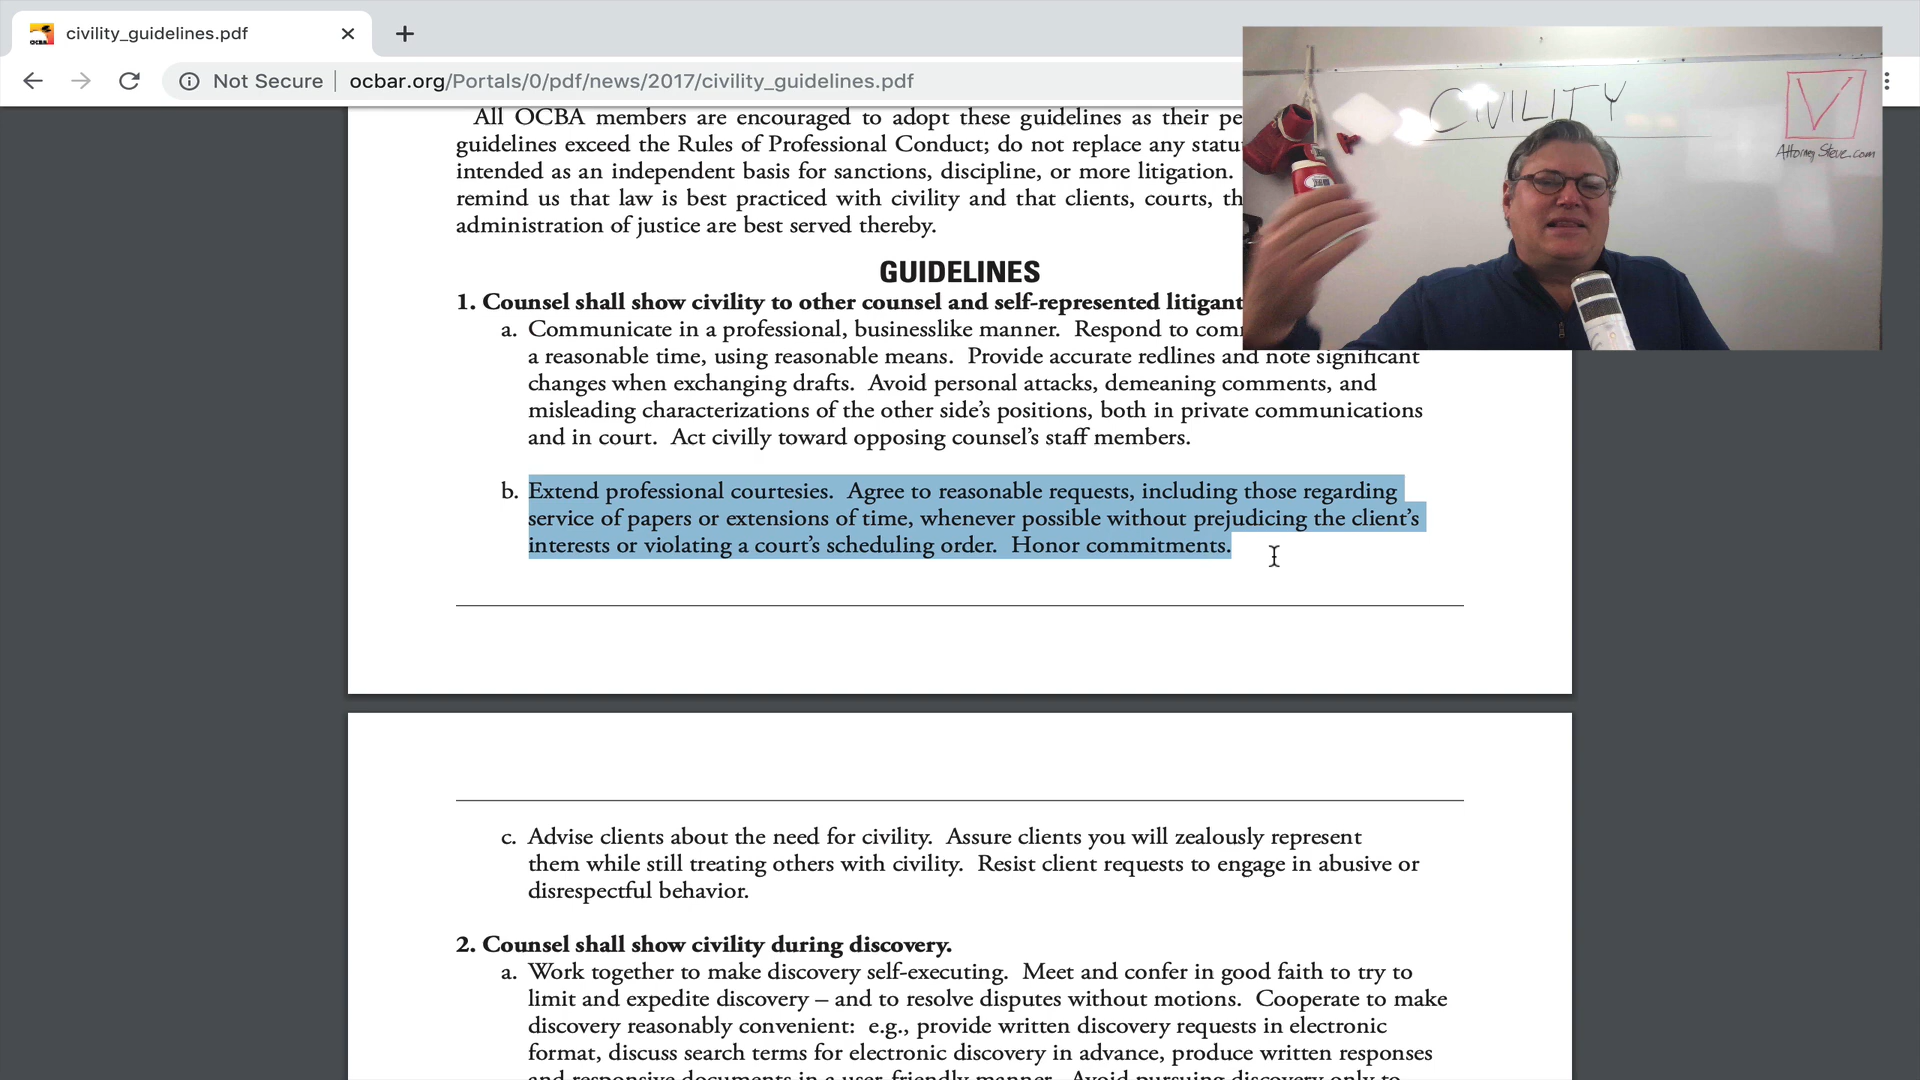 civility_guidelines.pdf
Not Secure
ocbar.org/Portals/0/pdf/news/2017/civility_guidelines.pdf
CIVILITY
AttorneySteve.com
All OCBA members are encouraged to adopt these guidelines as their
guidelines exceed the Rules of Professional Conduct; do not replace any
intended as an independent basis for sanctions, discipline, or more litigation.
remind us that law is best practiced with civility and that clients, courts,
administration of justice are best served thereby.
GUIDELINES
1. Counsel shall show civility to other counsel and self-represented litigant
a. Communicate in a professional, businesslike manner. Respond to
a reasonable time, using reasonable means. Provide accurate redlines and note significant
changes when exchanging drafts. Avoid personal attacks, demeaning comments, and
misleading characterizations of the other side’s positions, both in private communications
and in court. Act civilly toward opposing counsel’s staff members.
b. Extend professional courtesies. Agree to reasonable requests, including those regarding
service of papers or extensions of time, whenever possible without prejudicing the client’s
interests or violating a court’s scheduling order. Honor commitments.
c. Advise clients about the need for civility. Assure clients you will zealously represent
them while still treating others with civility. Resist client requests to engage in abusive or
disrespectful behavior.
2. Counsel shall show civility during discovery.
a. Work together to make discovery self-executing. Meet and confer in good faith to try to
limit and expedite discovery – and to resolve disputes without motions. Cooperate to make
discovery reasonably convenient: e.g., provide written discovery requests in electronic
format, discuss search terms for electronic discovery in advance, produce written responses
and responsive documents in a user-friendly manner. Avoid pursuing discovery only to